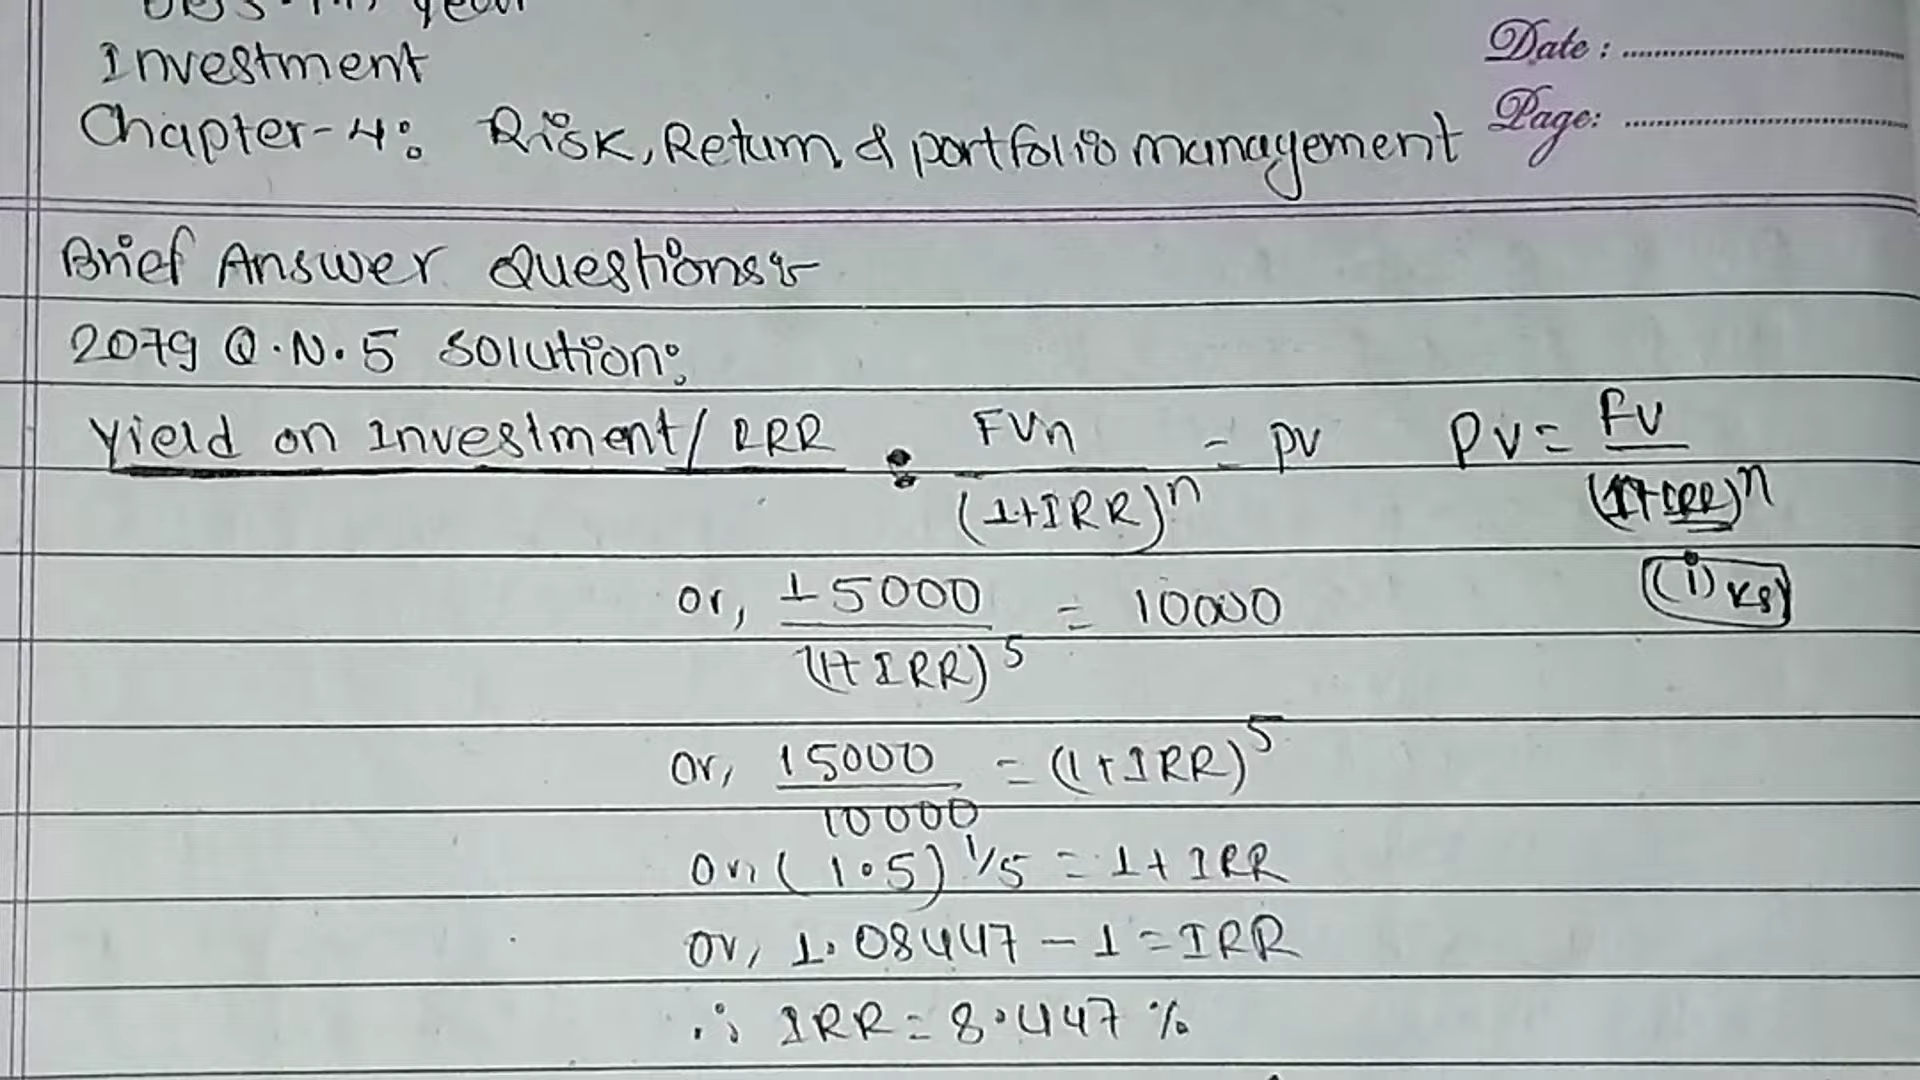 Investment
Date :
Chapter-4: Risk, Return & portfolio management
Page:
Brief Answer Questions:-
2079 Q.N.5 Solution:
Yield on Investment/ IRR : FVn / (1+IRR)^n = PV PV = FV / (1+IRR)^n
or, 15000 / (1+IRR)^5 = 10000
or, 15000 / 10000 = (1+IRR)^5
or, (1.5)^1/5 = 1+IRR
or, 1.08447 - 1 = IRR
∴ IRR = 8.447 %